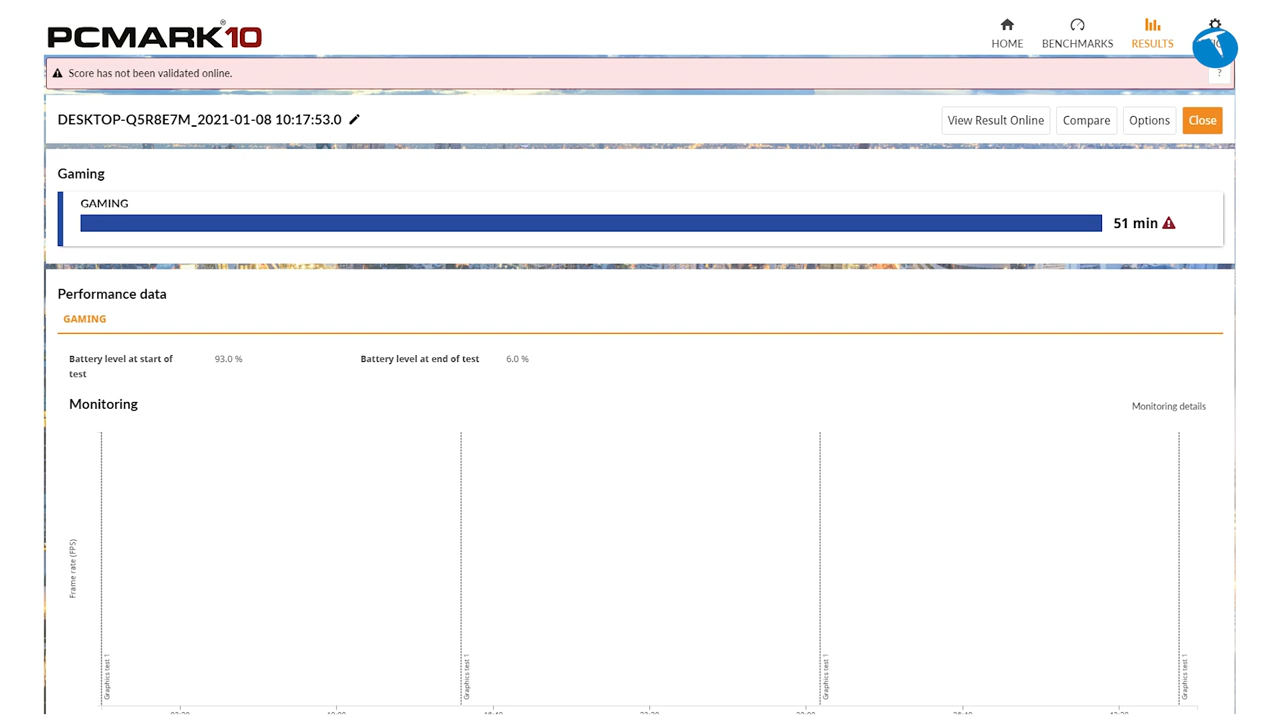 PCMARK®10
HOME BENCHMARKS RESULTS
Score has not been validated online.
?
DESKTOP-Q5R8E7M_2021-01-08 10:17:53.0
View Result Online Compare Options Close
Gaming
GAMING
51 min
Performance data
GAMING
Battery level at start of test 93.0 %
Battery level at end of test 6.0 %
Monitoring
Monitoring details
Frame rate (FPS)
Graphics test 1
Graphics test 1
Graphics test 1
Graphics test 1